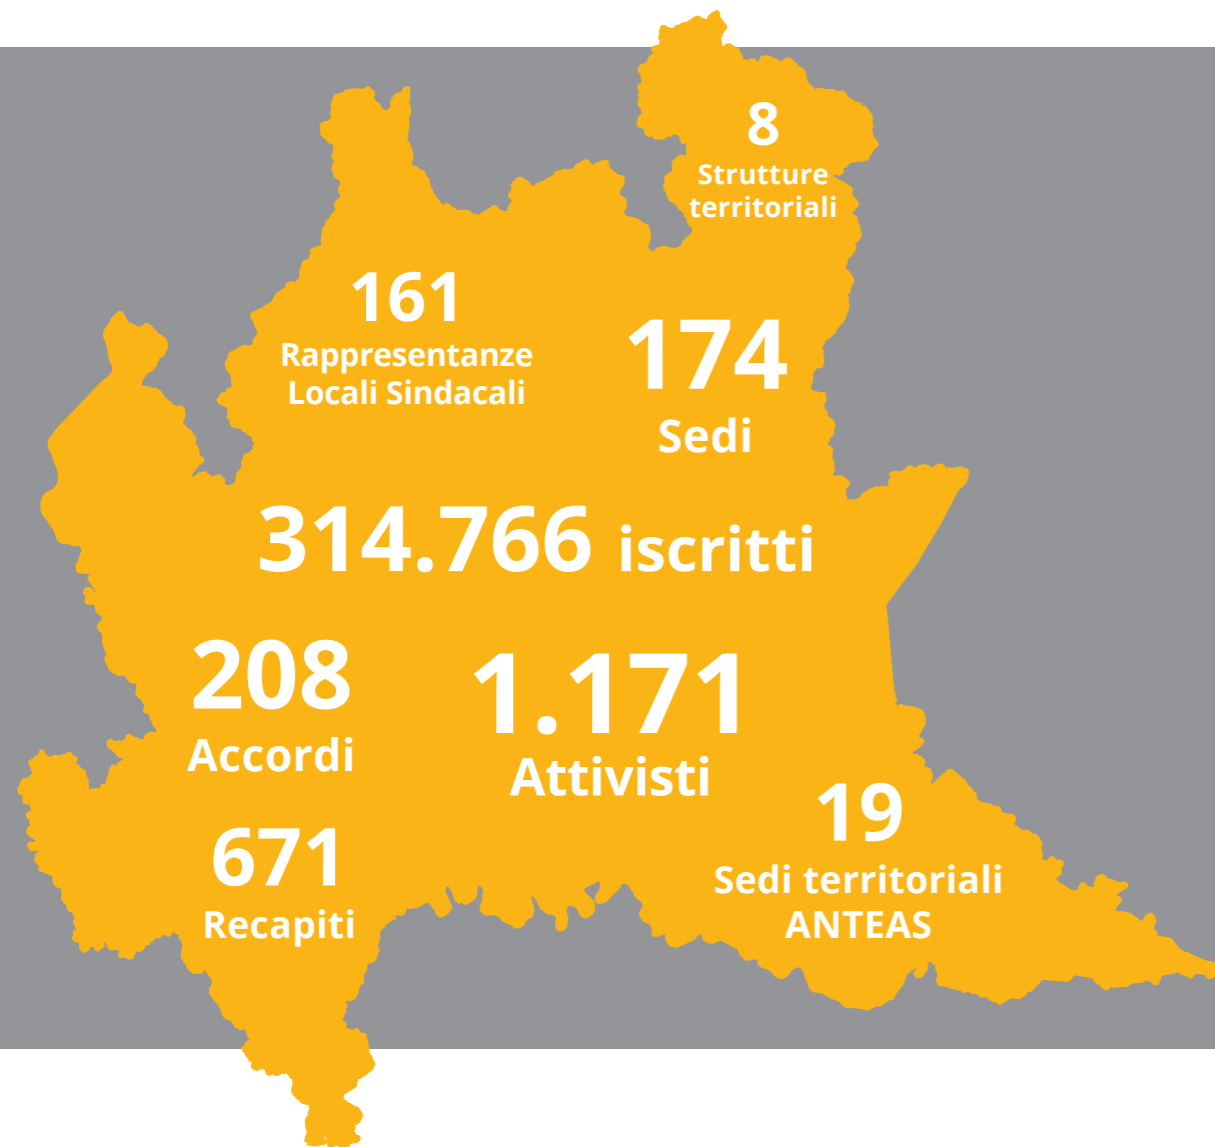 8
Strutture
territoriali
161
Rappresentanze
Locali Sindacali
174
Sedi
314.766 iscritti
208
Accordi
1.171
Attivisti
19
Sedi territoriali
ANTEAS
671
Recapiti